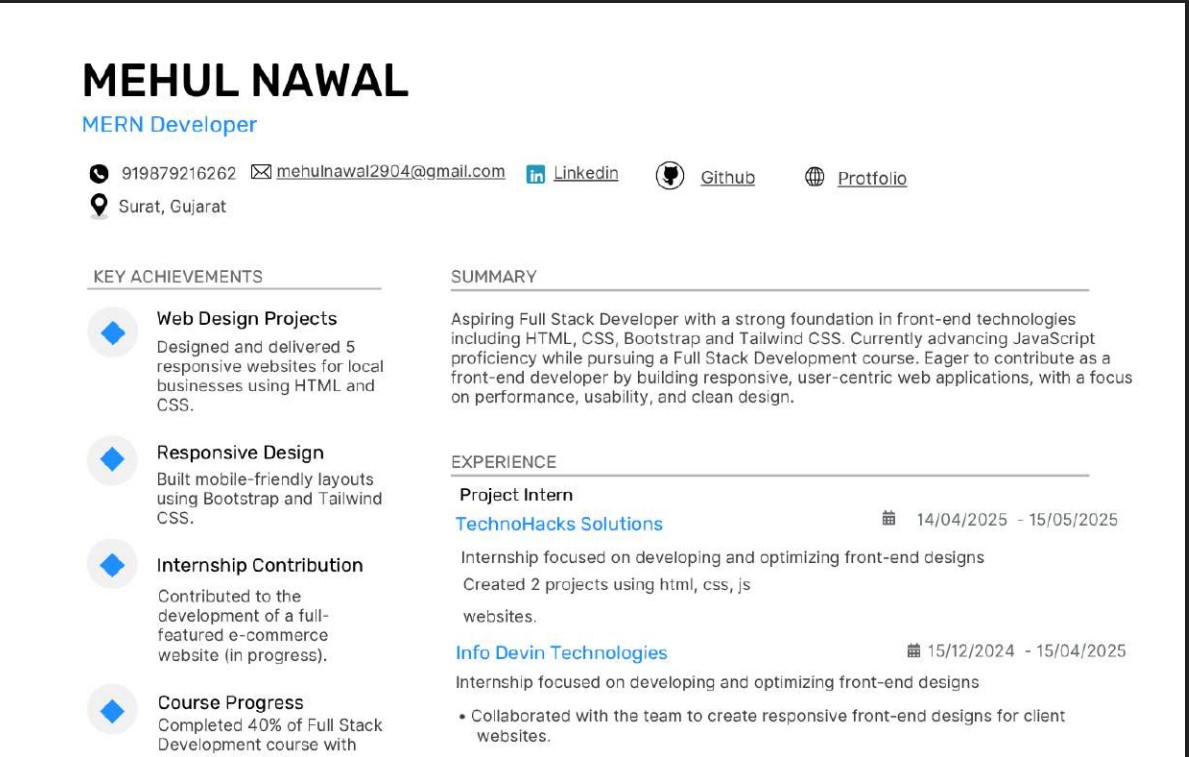 MEHUL NAWAL
MERN Developer
919879216262 mehulnawal2904@gmail.com Linkedin Github Protfolio
Surat, Gujarat
KEY ACHIEVEMENTS
Web Design Projects
Designed and delivered 5
responsive websites for local
businesses using HTML and
CSS.
Responsive Design
Built mobile-friendly layouts
using Bootstrap and Tailwind
CSS.
Internship Contribution
Contributed to the
development of a full-
featured e-commerce
website (in progress).
Course Progress
Completed 40% of Full Stack
Development course with
SUMMARY
Aspiring Full Stack Developer with a strong foundation in front-end technologies
including HTML, CSS, Bootstrap and Tailwind CSS. Currently advancing JavaScript
proficiency while pursuing a Full Stack Development course. Eager to contribute as a
front-end developer by building responsive, user-centric web applications, with a focus
on performance, usability, and clean design.
EXPERIENCE
Project Intern
TechnoHacks Solutions 14/04/2025 - 15/05/2025
Internship focused on developing and optimizing front-end designs
Created 2 projects using html, css, js
websites.
Info Devin Technologies 15/12/2024 - 15/04/2025
Internship focused on developing and optimizing front-end designs
• Collaborated with the team to create responsive front-end designs for client
websites.